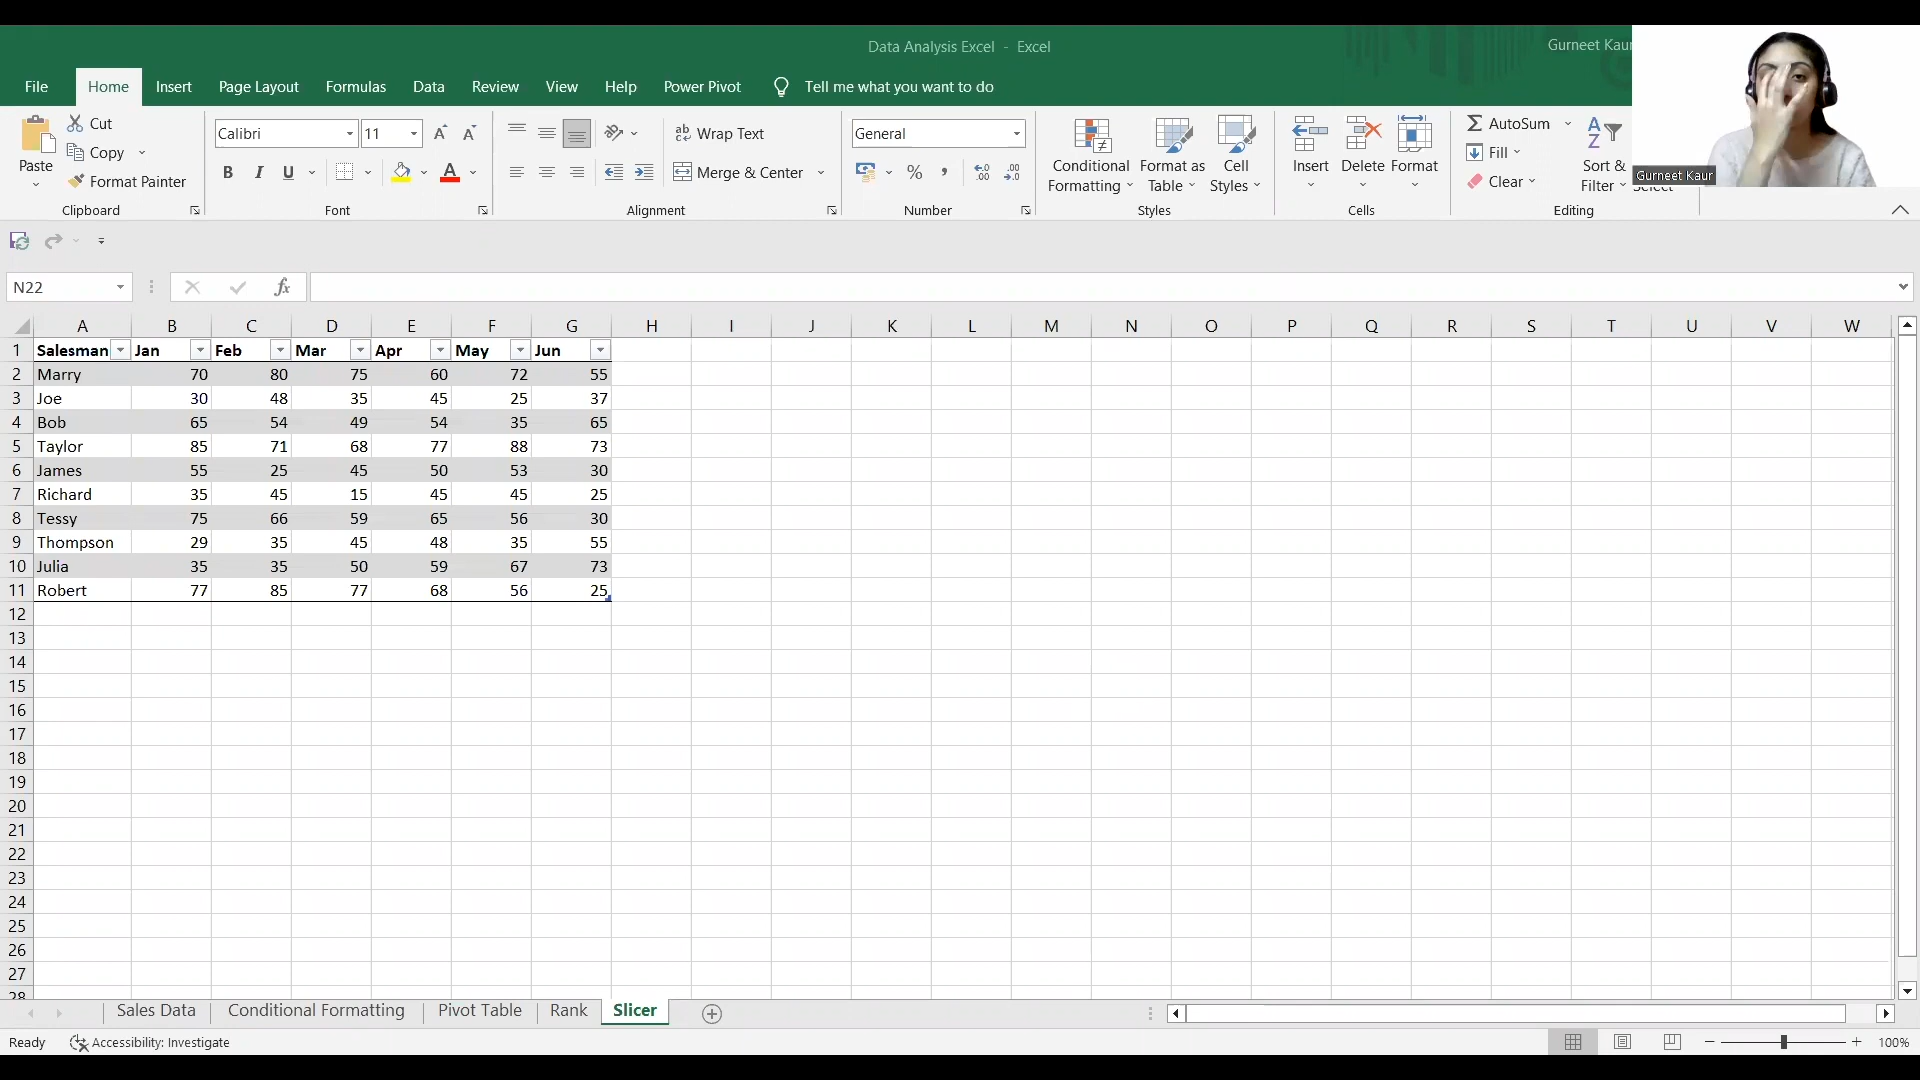 Data Analysis Excel - Excel
Gurneet Kaur
File Home Insert Page Layout Formulas Data Review View Help Power Pivot Tell me what you want to do
Paste
Cut
Copy
Format Painter
Clipboard
Calibri 11
B I U A
Font
ab Wrap Text
Merge & Center
Alignment
General
% , .00
Number
Conditional Formatting
Format as Table
Cell Styles
Styles
Insert Delete Format
Cells
AutoSum
Fill
Clear
Sort & Filter
Select
Editing
Gurneet Kaur
N22 fx
A B C D E F G H I J K L M N O P Q R S T U V W
1 Salesman Jan Feb Mar Apr May Jun
2 Marry 70 80 75 60 72 55
3 Joe 30 48 35 45 25 37
4 Bob 65 54 49 54 35 65
5 Taylor 85 71 68 77 88 73
6 James 55 25 45 50 53 30
7 Richard 35 45 15 45 45 25
8 Tessy 75 66 59 65 56 30
9 Thompson 29 35 45 48 35 55
10 Julia 35 35 50 59 67 73
11 Robert 77 85 77 68 56 25
12
13
14
15
16
17
18
19
20
21
22
23
24
25
26
27
28
Sales Data Conditional Formatting Pivot Table Rank Slicer
Ready Accessibility: Investigate 100%